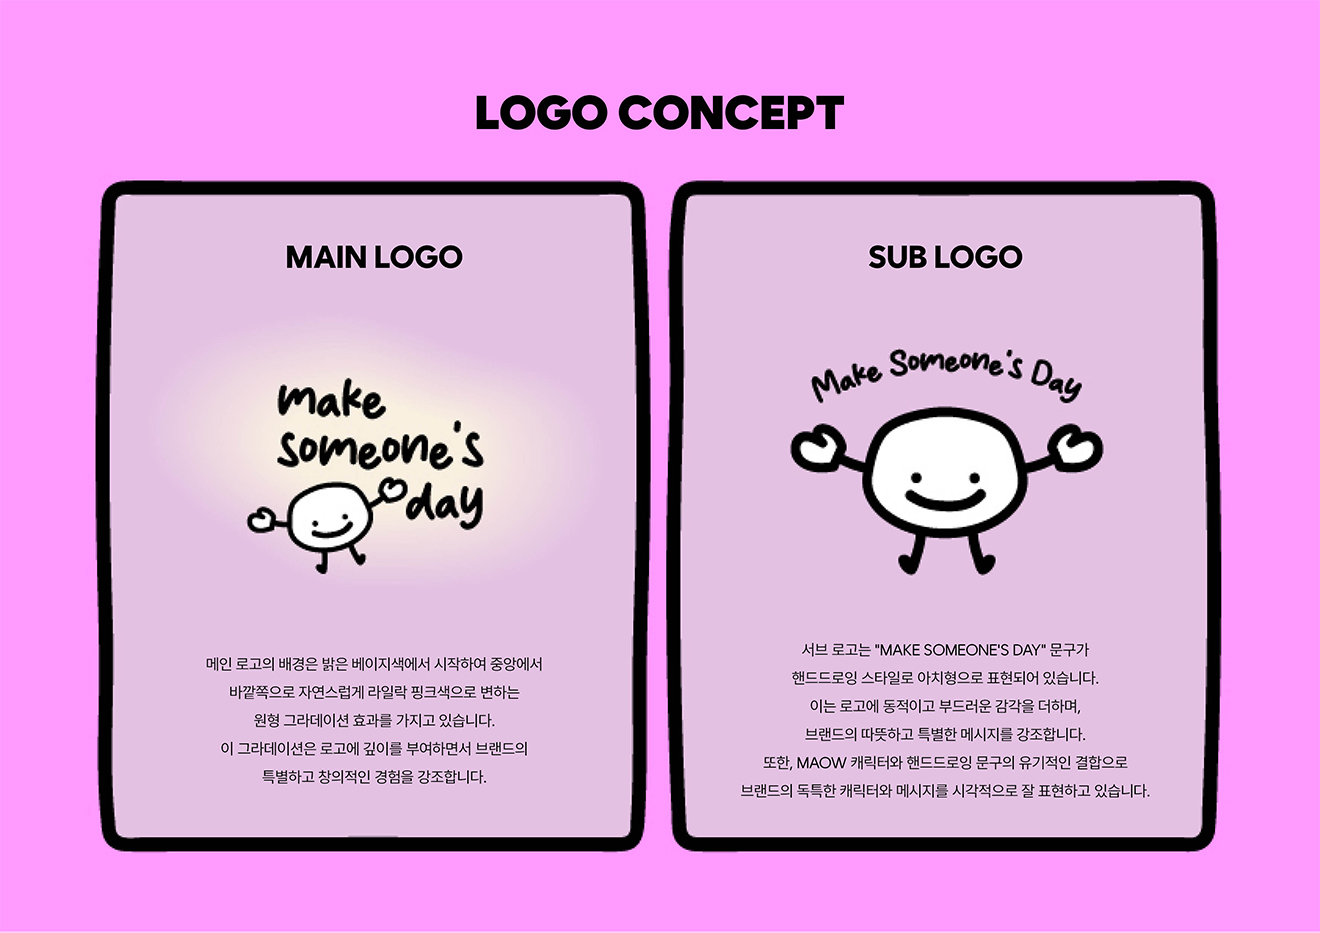 LOGO CONCEPT
MAIN LOGO
make
someone's
day
메인 로고의 배경은 밝은 베이지색에서 시작하여 중앙에서
바깥쪽으로 자연스럽게 라일락 핑크색으로 변하는
원형 그라데이션 효과를 가지고 있습니다.
이 그라데이션은 로고에 깊이를 부여하면서 브랜드의
특별하고 창의적인 경험을 강조합니다.
SUB LOGO
Make Someone's Day
서브 로고는 "MAKE SOMEONE'S DAY" 문구가
핸드드로잉 스타일로 아치형으로 표현되어 있습니다.
이는 로고에 동적이고 부드러운 감각을 더하며,
브랜드의 따뜻하고 특별한 메시지를 강조합니다.
또한, MAOW 캐릭터와 핸드드로잉 문구의 유기적인 결합으로
브랜드의 독특한 캐릭터와 메시지를 시각적으로 잘 표현하고 있습니다.